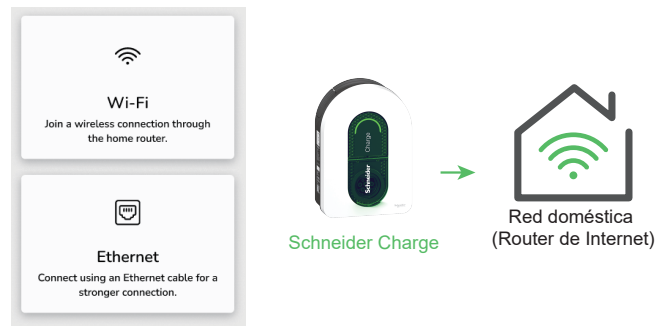 Wi-Fi
Join a wireless connection through
the home router.
Ethernet
Connect using an Ethernet cable for a
stronger connection.
Charge
Schneider
Schneider Charge
Red doméstica
(Router de Internet)